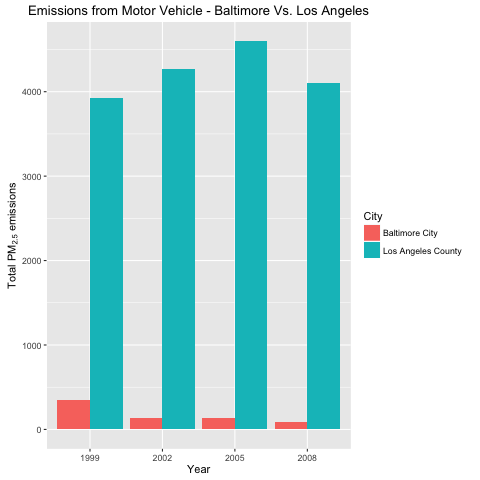 Emissions from Motor Vehicle - Baltimore Vs. Los Angeles
4000
3000
2000
1000
0
Total PM2.5 emissions
1999 2002 2005 2008
Year
City
Baltimore City
Los Angeles County